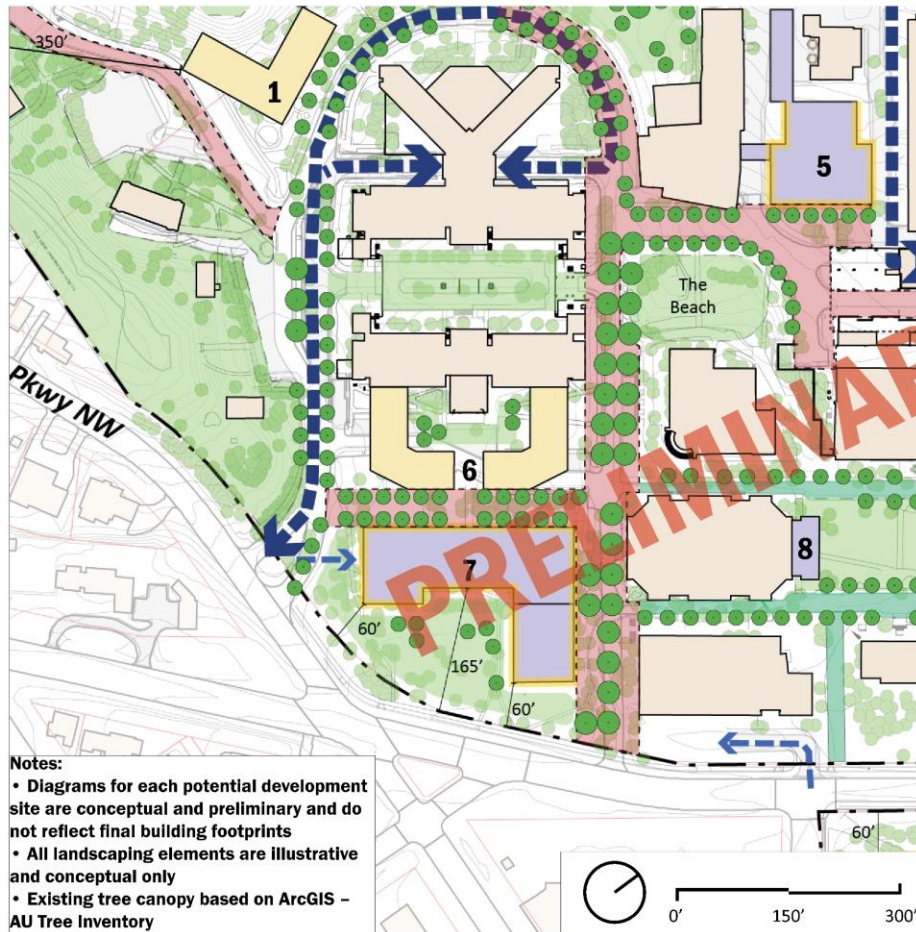 350'
1
5
The
Beach
Pkwy NW
PRELIMINAR
6
7
8
60'
165'
60'
60'
Notes:
• Diagrams for each potential development
site are conceptual and preliminary and do
not reflect final building footprints
• All landscaping elements are illustrative
and conceptual only
• Existing tree canopy based on ArcGIS –
AU Tree Inventory
0'
150'
300'